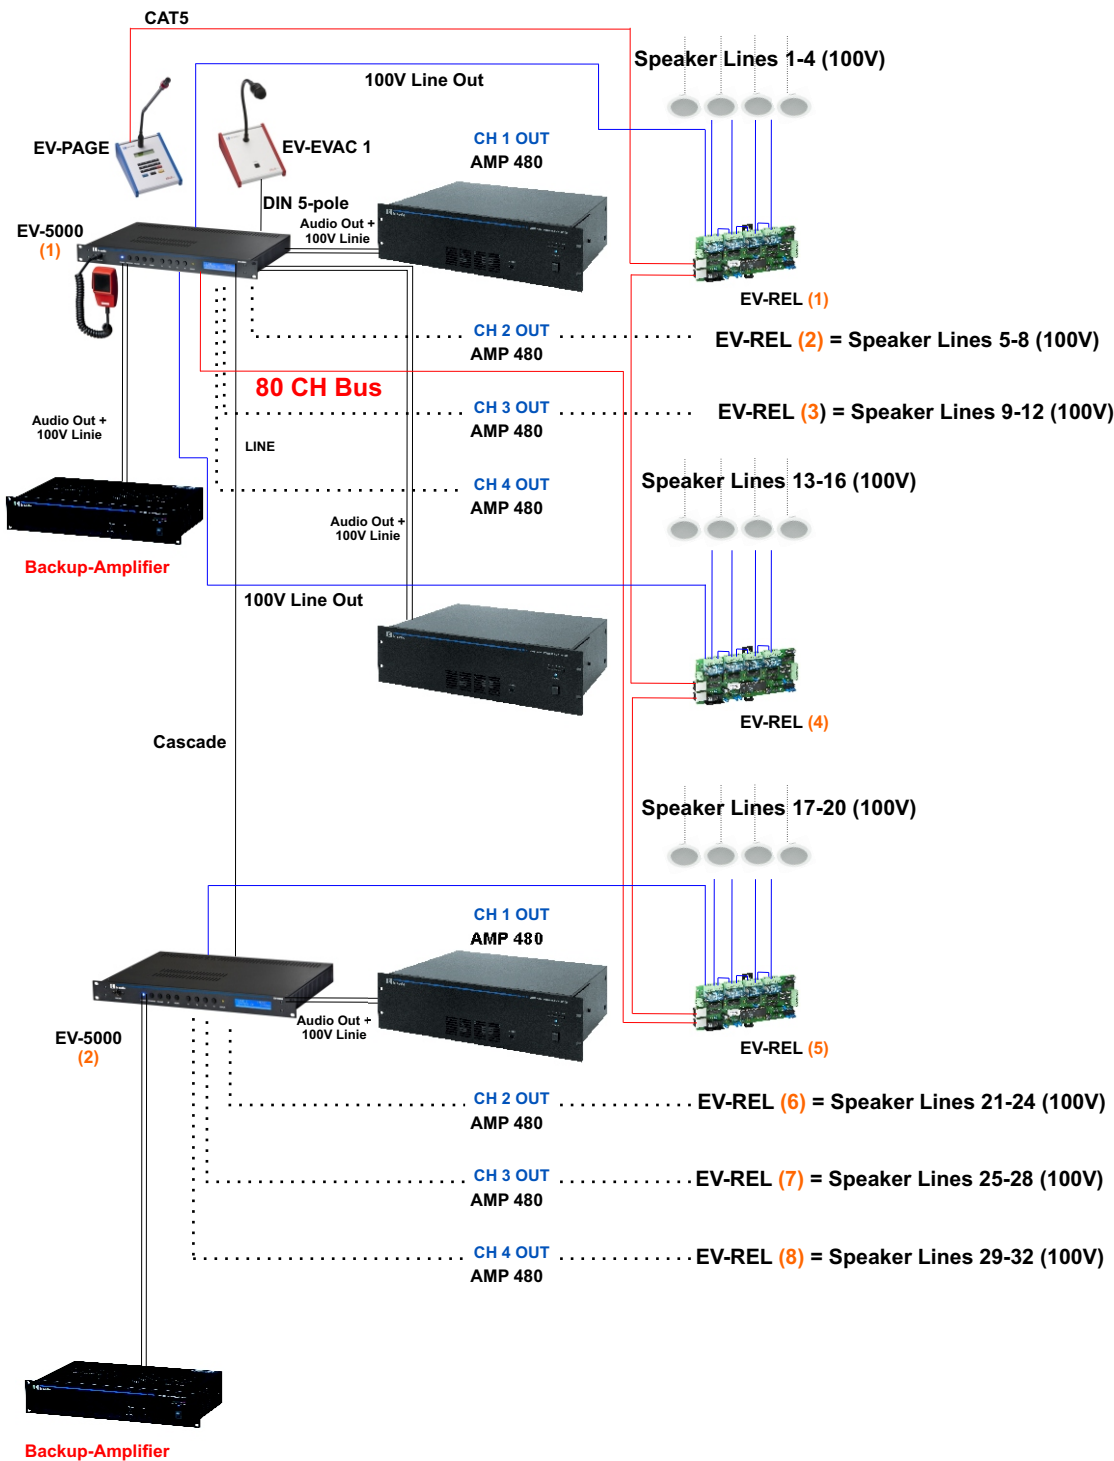 CAT5
Speaker Lines 1-4 (100V)
100V Line Out
EV-PAGE
EV-EVAC 1
CH 1 OUT
AMP 480
DIN 5-pole
EV-5000
(1)
Audio Out +
100V Linie
EV-REL (1)
CH 2 OUT
AMP 480
EV-REL (2) = Speaker Lines 5-8 (100V)
80 CH Bus
CH 3 OUT
AMP 480
EV-REL (3) = Speaker Lines 9-12 (100V)
Audio Out +
100V Linie
LINE
CH 4 OUT
AMP 480
Speaker Lines 13-16 (100V)
Audio Out +
100V Linie
Backup-Amplifier
100V Line Out
EV-REL (4)
Cascade
Speaker Lines 17-20 (100V)
CH 1 OUT
AMP 480
EV-5000
(2)
Audio Out +
100V Linie
EV-REL (5)
CH 2 OUT
AMP 480
EV-REL (6) = Speaker Lines 21-24 (100V)
CH 3 OUT
AMP 480
EV-REL (7) = Speaker Lines 25-28 (100V)
CH 4 OUT
AMP 480
EV-REL (8) = Speaker Lines 29-32 (100V)
Backup-Amplifier